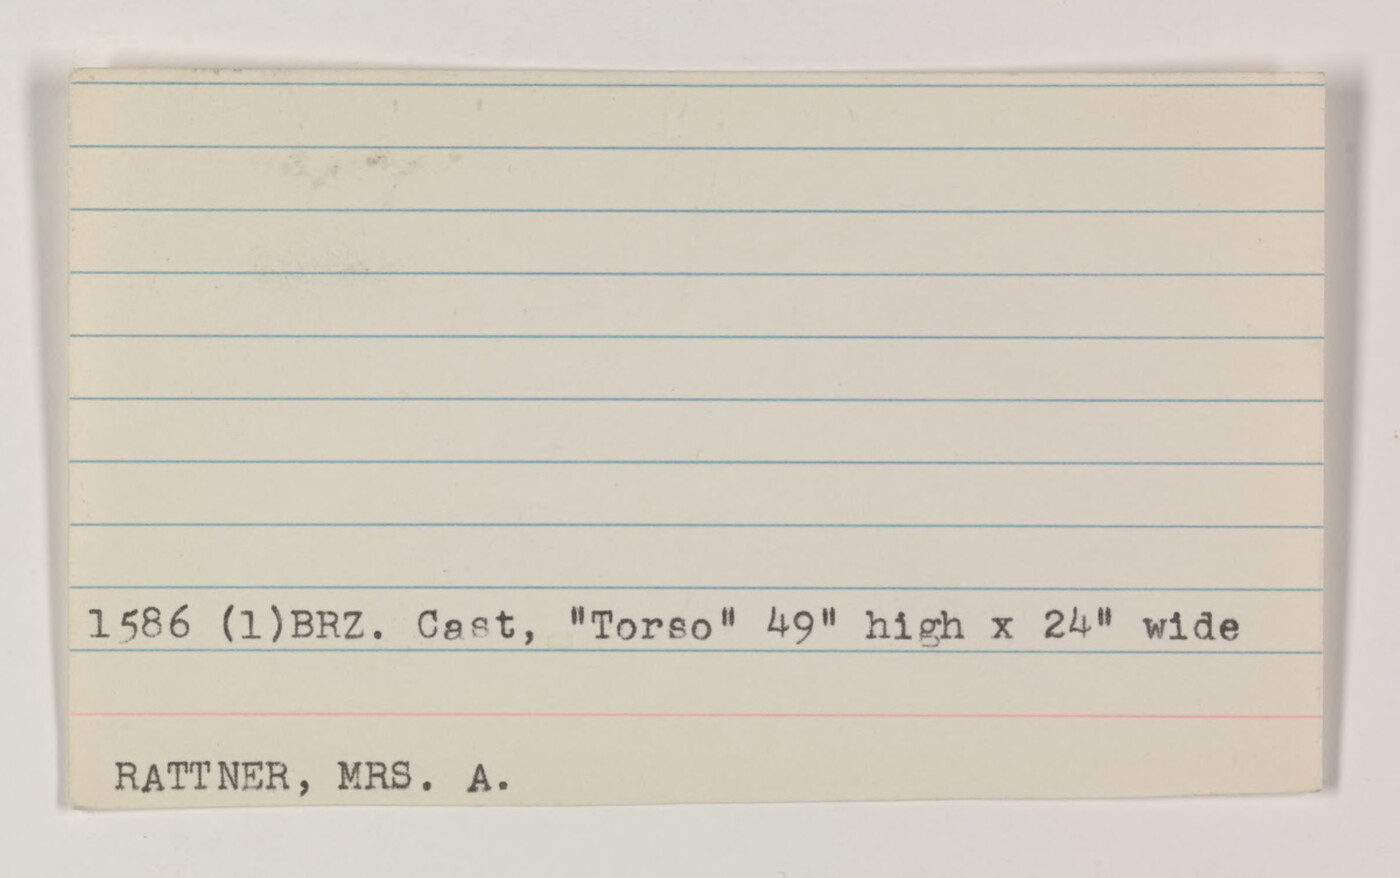 1586 (1)BRZ. Cast, "Torso" 49" high x 24" wide
RATTNER, MRS. A.